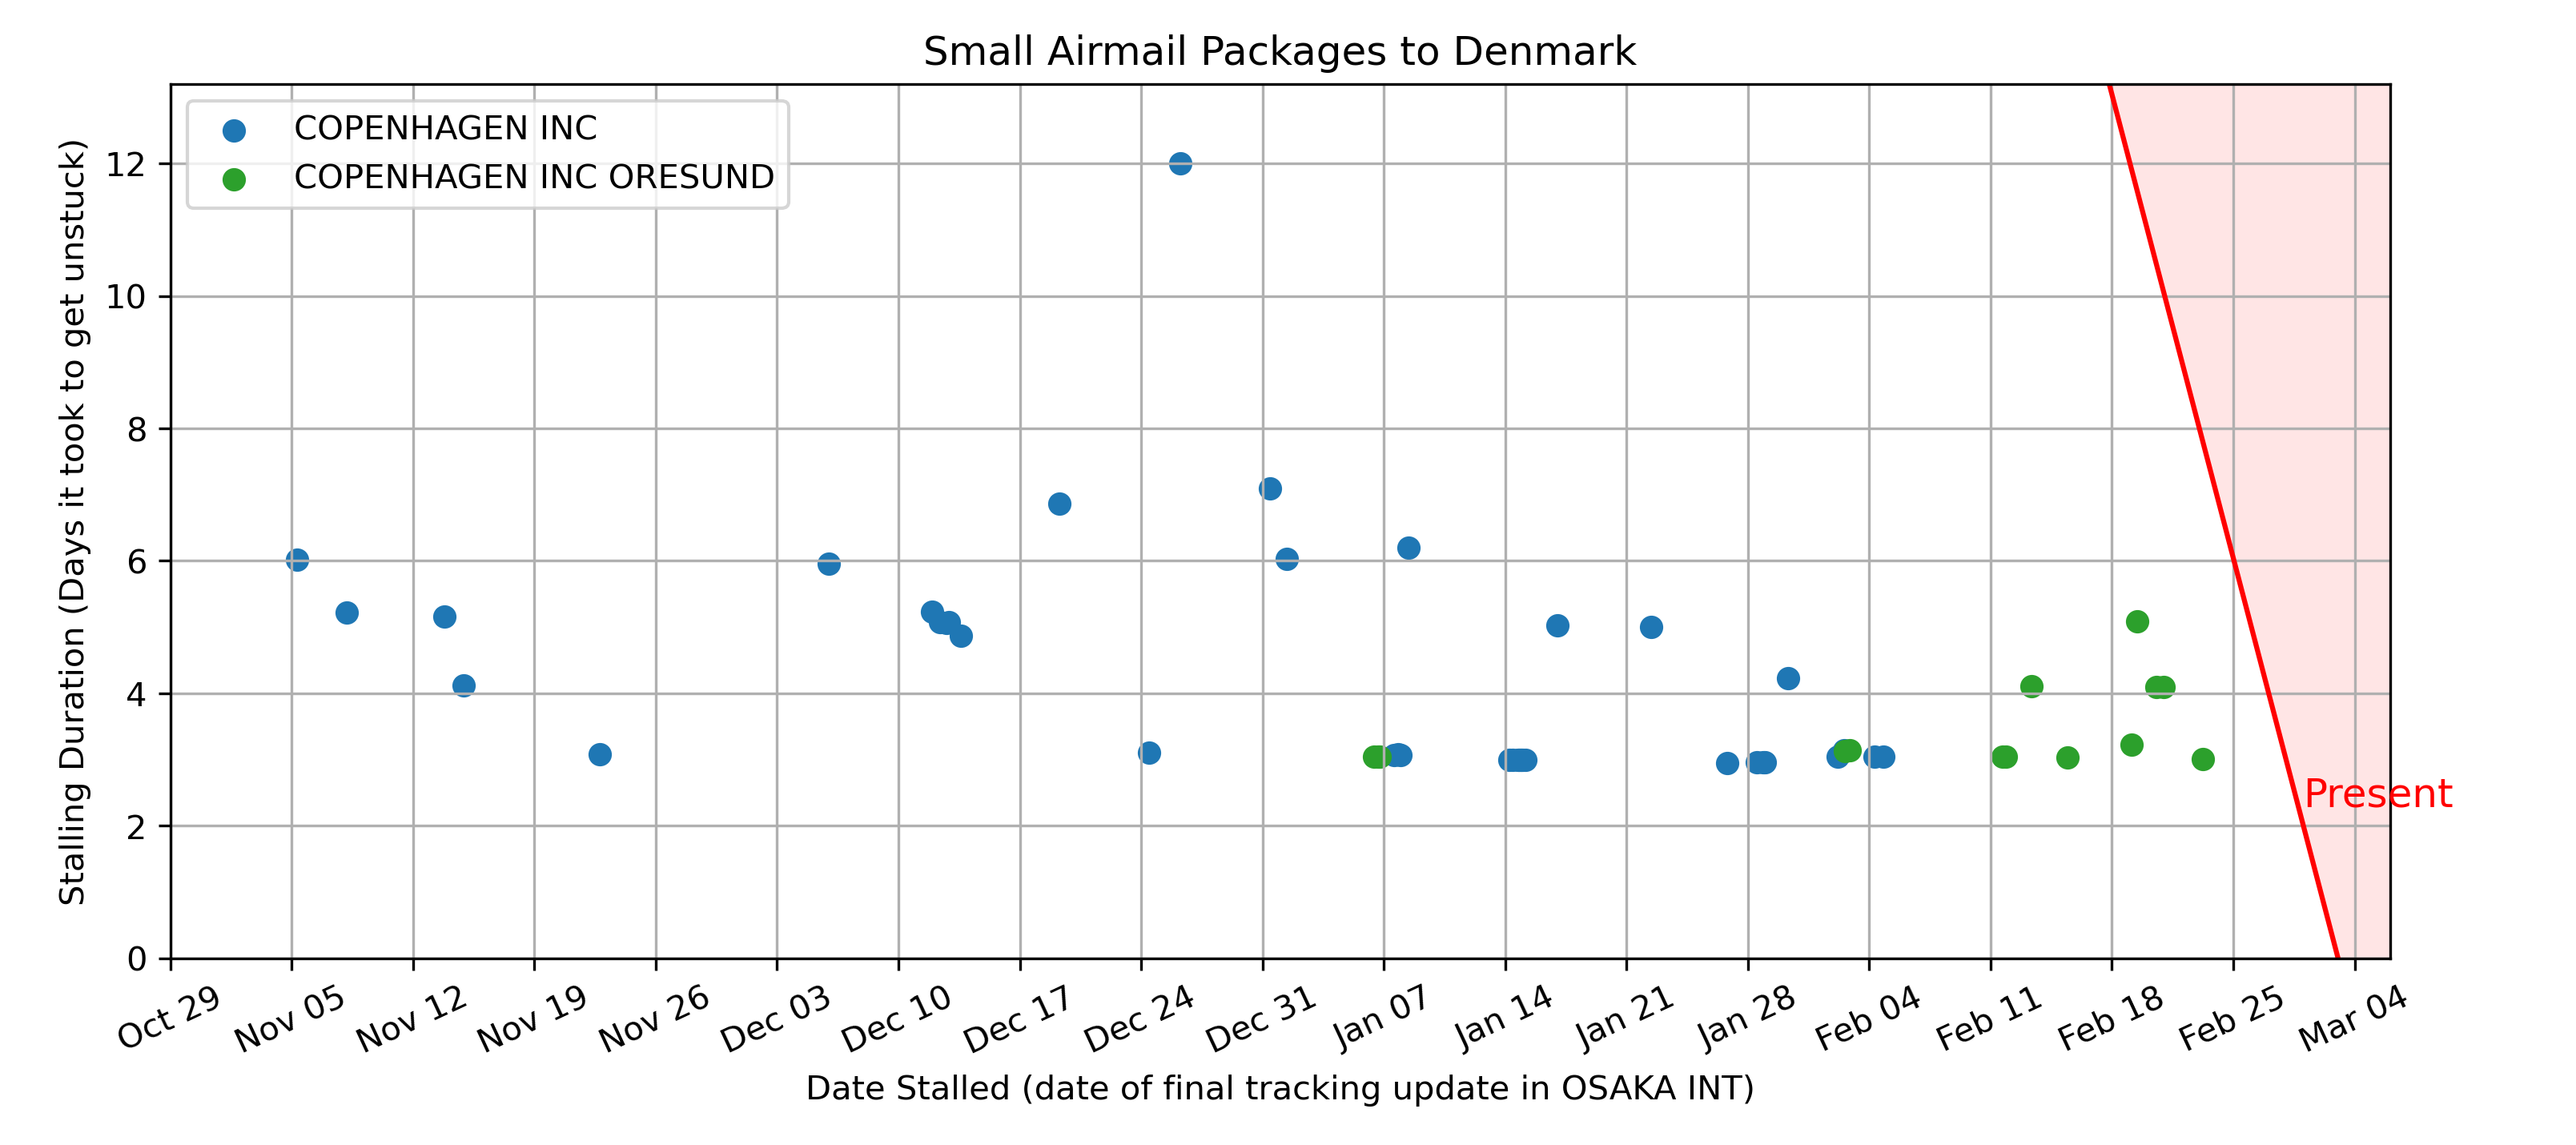 Small Airmail Packages to Denmark
COPENHAGEN INC
COPENHAGEN INC ORESUND
Stalling Duration (Days it took to get unstuck)
12
10
8
6
4
2
0
Present
Oct 29
Nov 05
Nov 12
Nov 19
Nov 26
Dec 03
Dec 10
Dec 17
Dec 24
Dec 31
Jan 07
Jan 14
Jan 21
Jan 28
Feb 04
Feb 11
Feb 18
Feb 25
Mar 04
Date Stalled (date of final tracking update in OSAKA INT)